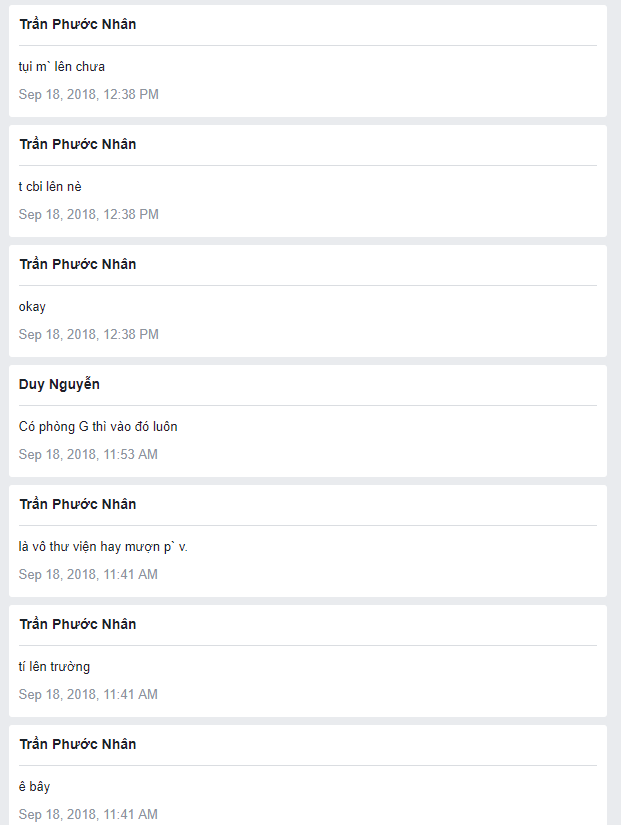 Trần Phước Nhân
tụi m` lên chưa
Sep 18, 2018, 12:38 PM
Trần Phước Nhân
t cbi lên nè
Sep 18, 2018, 12:38 PM
Trần Phước Nhân
okay
Sep 18, 2018, 12:38 PM
Duy Nguyễn
Có phòng G thì vào đó luôn
Sep 18, 2018, 11:53 AM
Trần Phước Nhân
là vô thư viện hay mượn p` v.
Sep 18, 2018, 11:41 AM
Trần Phước Nhân
tí lên trường
Sep 18, 2018, 11:41 AM
Trần Phước Nhân
ê bây
Sep 18, 2018, 11:41 AM